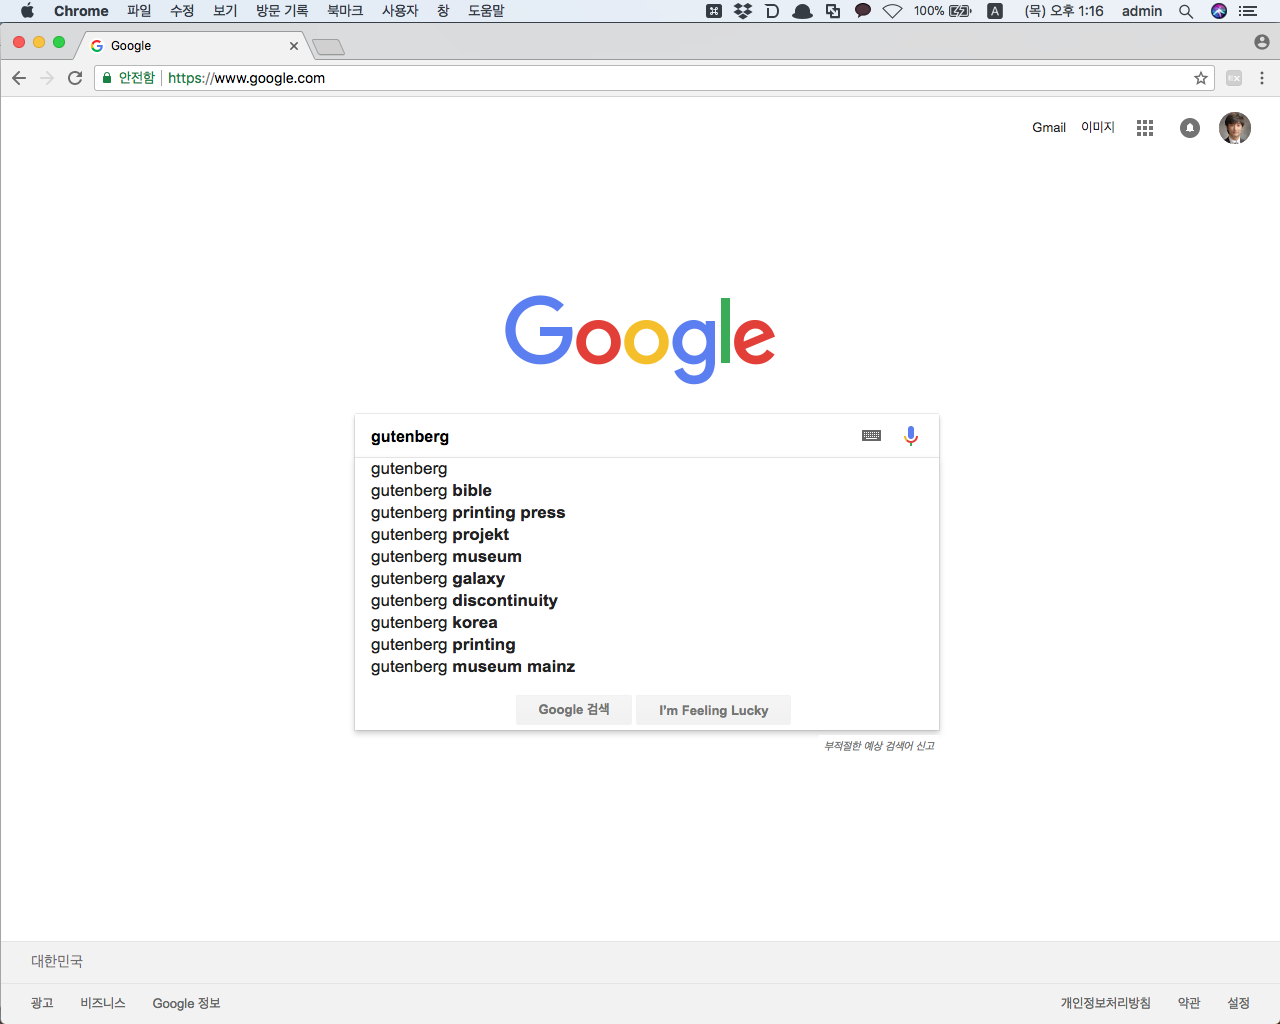 Chrome 파일 수정 보기 방문 기록 북마크 사용자 창 도움말 100% A (목) 오후 1:16 admin
Google
안전함 https://www.google.com
Gmail 이미지
Google
gutenberg
gutenberg
gutenberg bible
gutenberg printing press
gutenberg projekt
gutenberg museum
gutenberg galaxy
gutenberg discontinuity
gutenberg korea
gutenberg printing
gutenberg museum mainz
Google 검색 I'm Feeling Lucky
부적절한 예상 검색어 신고
대한민국
광고 비즈니스 Google 정보 개인정보처리방침 약관 설정